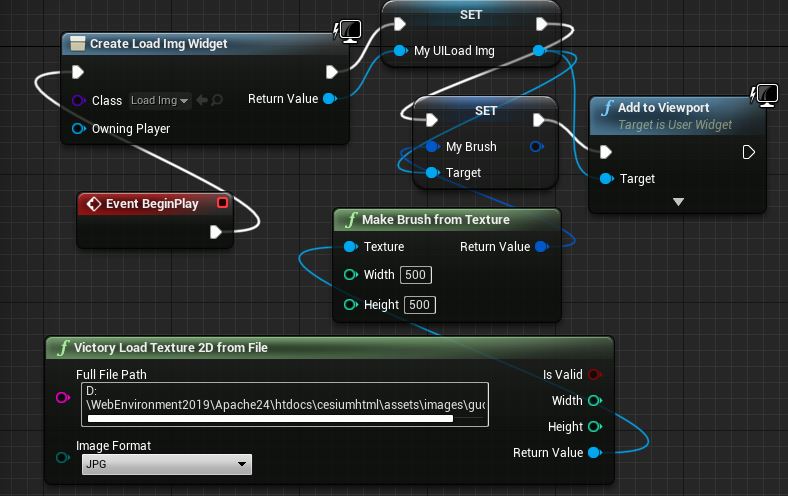 SET
Create Load Img Widget
My UILoad Img
Class Load Img Return Value
Owning Player
SET
My Brush
Target
f Add to Viewport
Target is User Widget
Target
Event BeginPlay
f Make Brush from Texture
Texture Return Value
Width 500
Height 500
f Victory Load Texture 2D from File
Full File Path Is Valid
D:
\WebEnvironment2019\Apache24\htdocs\cesiumhtml\assets\images\guc
Width
Height
Image Format
JPG
Return Value